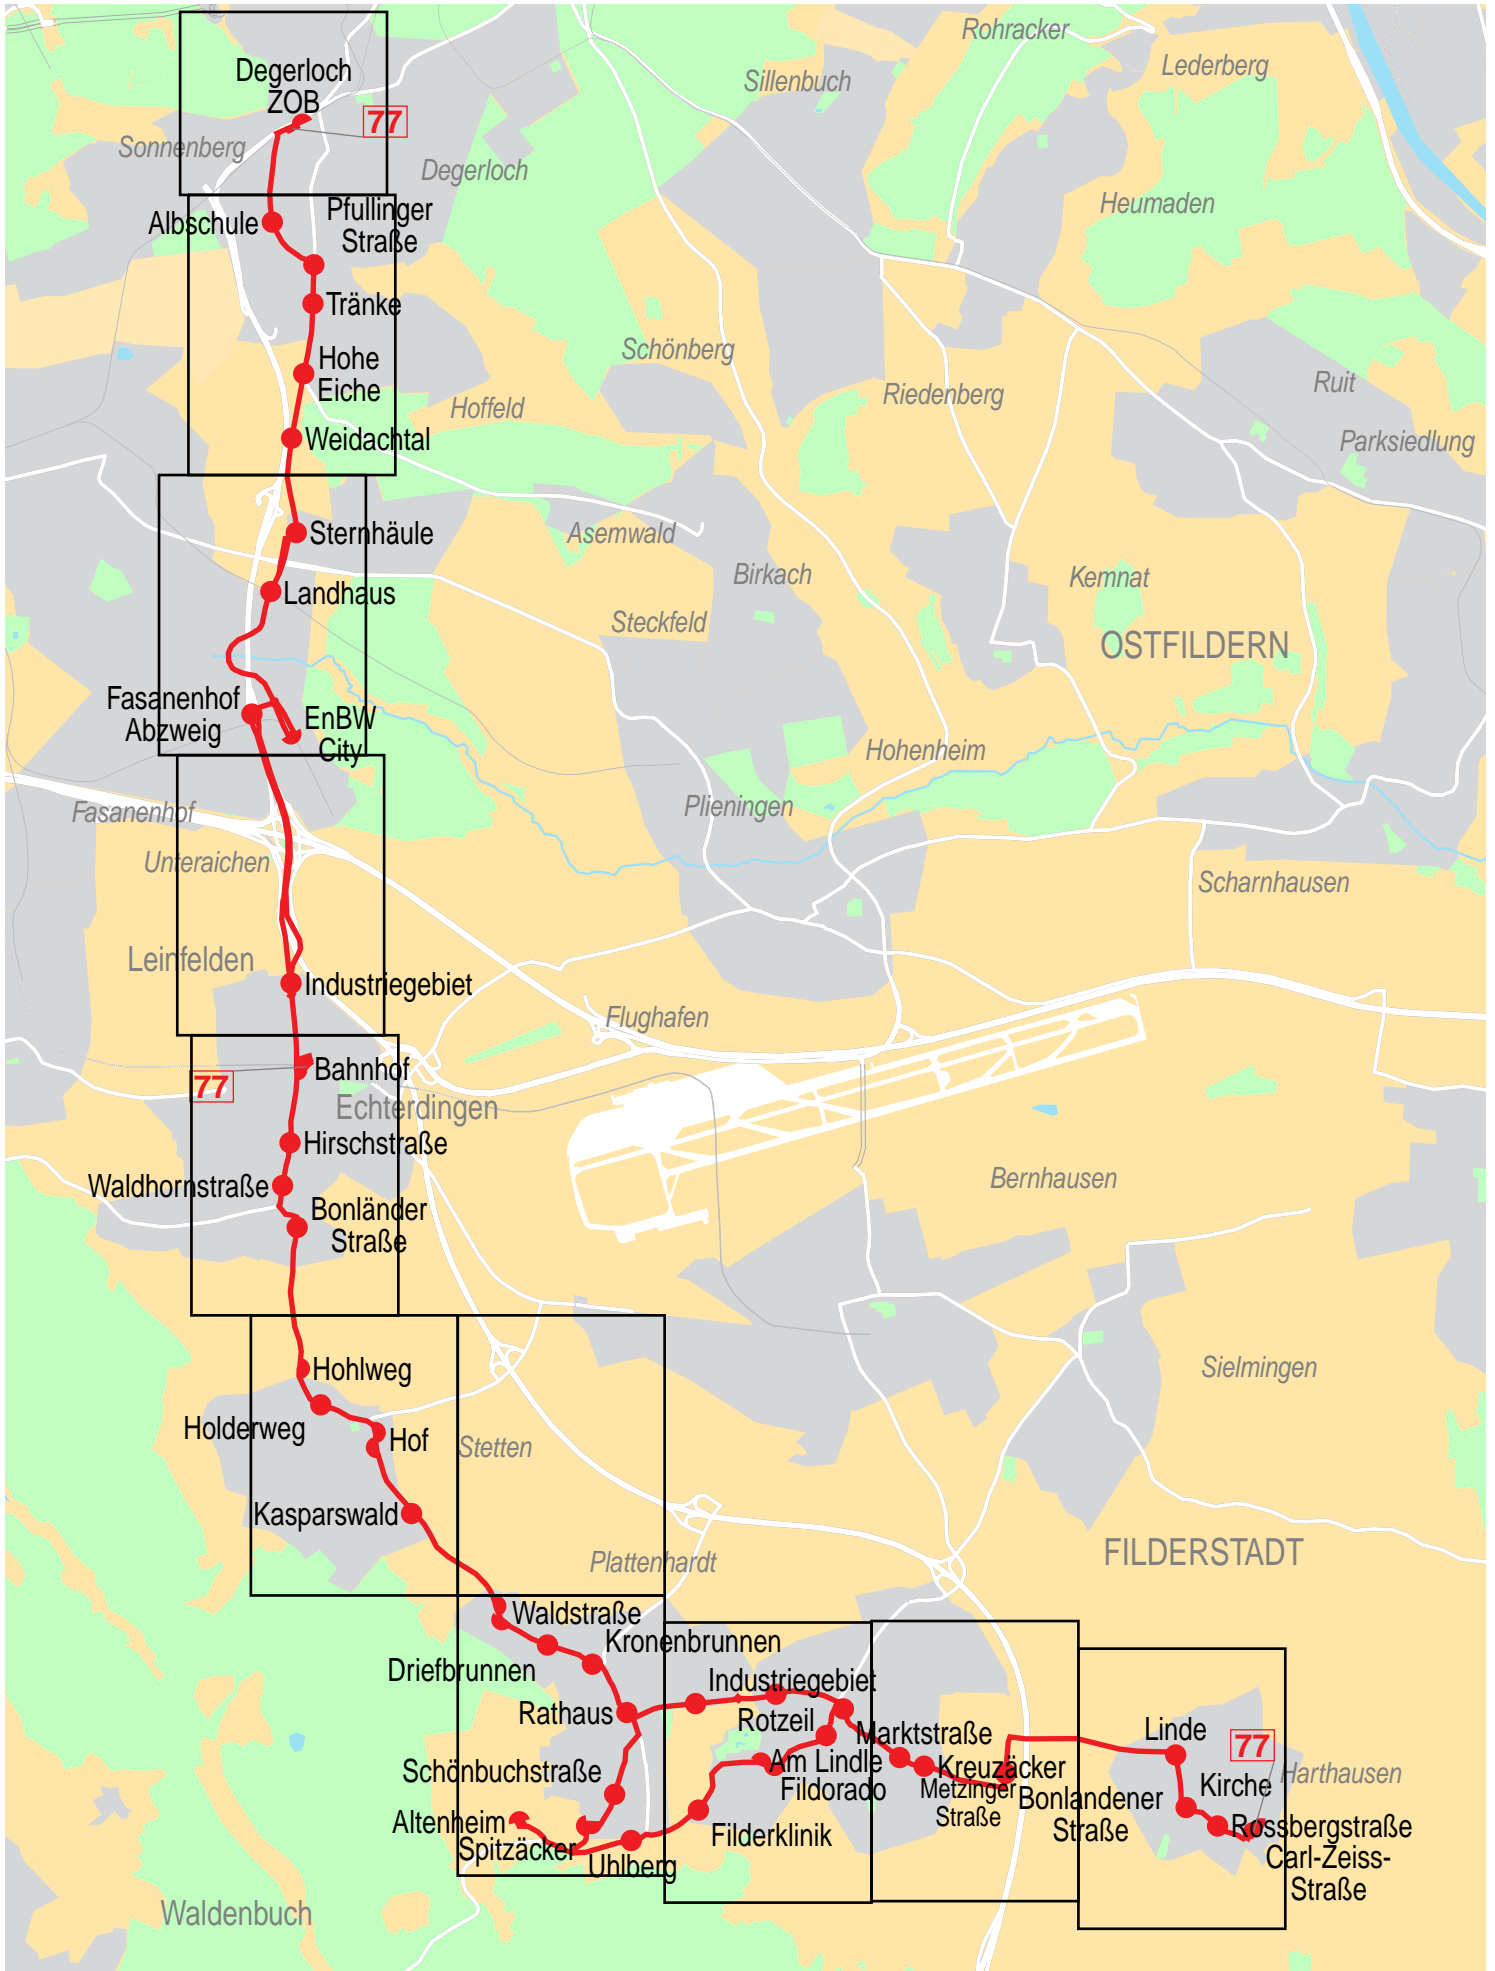 Rohracker
Lederberg
Degerloch
ZOB
Sillenbuch
77
Sonnenberg
Degerloch
Heumaden
Albschule
Pfullinger
Straße
Tränke
Schönberg
Hohe
Eiche
Riedenberg
Ruit
Hoffeld
Weidachtal
Parksiedlung
Sternhäule
Asemwald
Landhaus
Birkach
Kemnat
Steckfeld
OSTFILDERN
Fasanenhof
Abzweig
EnBW
City
Hohenheim
Fasanenhof
Plieningen
Unteraichen
Scharnhausen
Leinfelden
Industriegebiet
Flughafen
Bahnhof
77
Echterdingen
Hirschstraße
Waldhornstraße
Bernhausen
Bonländer
Straße
Hohlweg
Sielmingen
Holderweg
Hof
Stetten
Kasparswald
Plattenhardt
FILDERSTADT
Waldstraße
Kronenbrunnen
Driefbrunnen
Industriegebiet
Rathaus
Rotzeil
Marktstraße
Linde
77
Schönbuchstraße
Am Lindle
Fildorado
Kreuzäcker
Metzinger
Straße
Bonlandener
Straße
Kirche
Harthausen
Altenheim
Spitzäcker
Uhlberg
Filderklinik
Rossbergstraße
Carl-Zeiss-
Straße
Waldenbuch